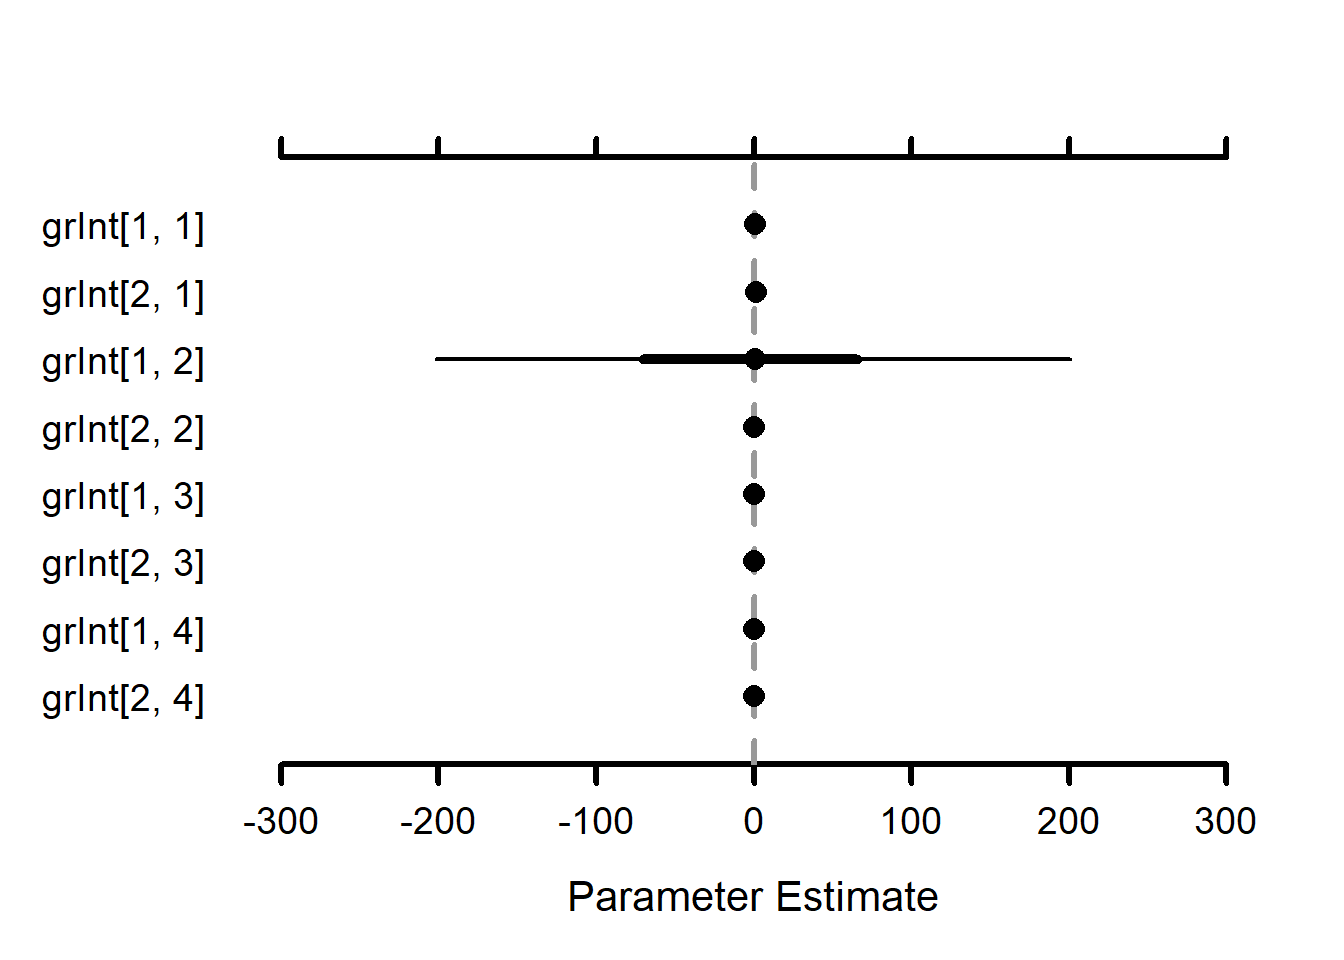 grInt[1, 1]
grInt[2, 1]
grInt[1, 2]
grInt[2, 2]
grInt[1, 3]
grInt[2, 3]
grInt[1, 4]
grInt[2, 4]
-300 -200 -100 0 100 200 300
Parameter Estimate